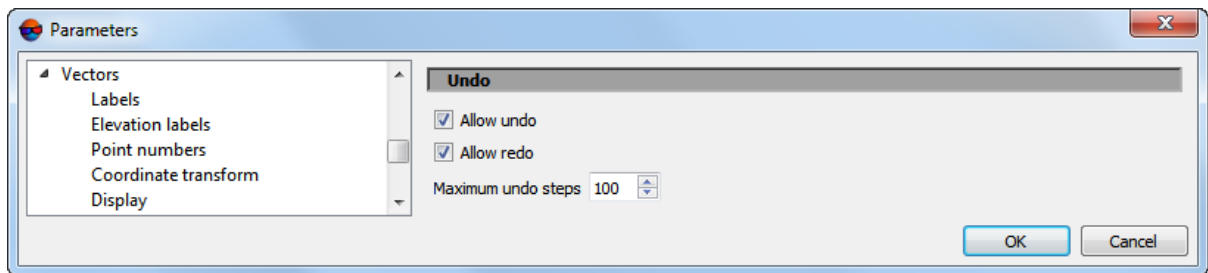 Parameters
Vectors
Labels
Elevation labels
Point numbers
Coordinate transform
Display
Undo
Allow undo
Allow redo
Maximum undo steps 100
OK Cancel